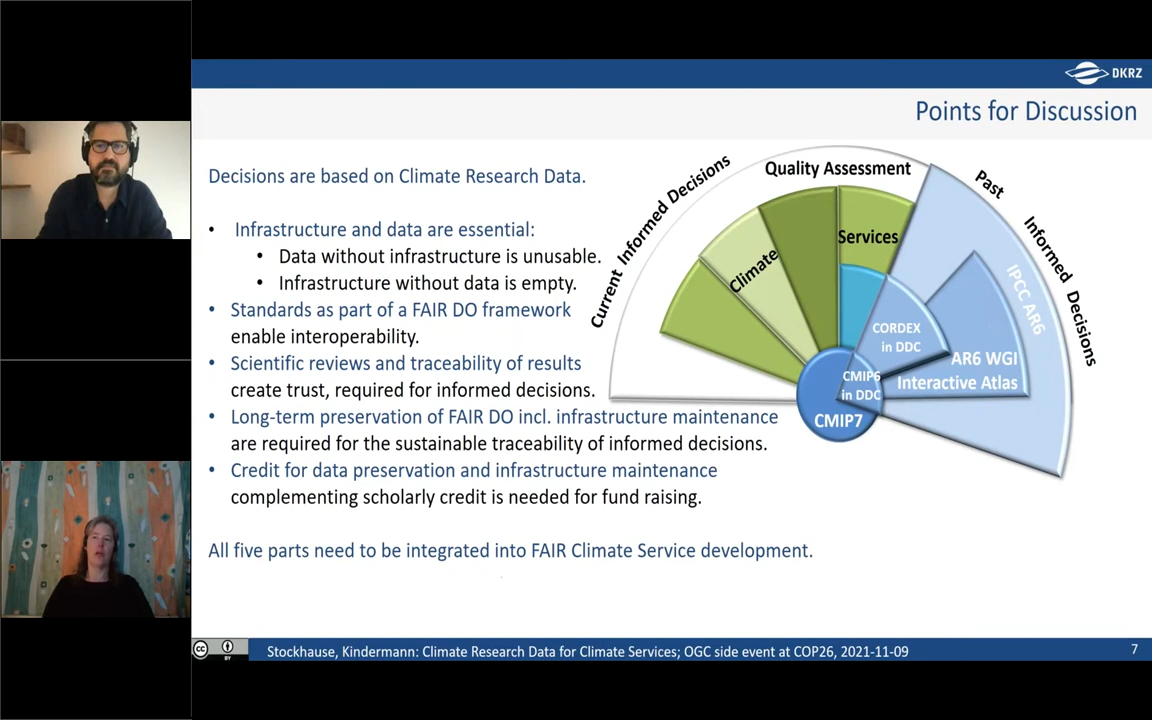 DKRZ
Points for Discussion
Decisions are based on Climate Research Data.
• Infrastructure and data are essential:
• Data without infrastructure is unusable.
• Infrastructure without data is empty.
• Standards as part of a FAIR DO framework
enable interoperability.
• Scientific reviews and traceability of results
create trust, required for informed decisions.
• Long-term preservation of FAIR DO incl. infrastructure maintenance
are required for the sustainable traceability of informed decisions.
• Credit for data preservation and infrastructure maintenance
complementing scholarly credit is needed for fund raising.
All five parts need to be integrated into FAIR Climate Service development.
Current Informed Decisions
Quality Assessment
Past Informed Decisions
Climate
Services
IPCC AR6
CORDEX
in DDC
AR6 WGI
Interactive Atlas
CMIP6
in DDC
CMIP7
cc
BY
Stockhause, Kindermann: Climate Research Data for Climate Services; OGC side event at COP26, 2021-11-09
7